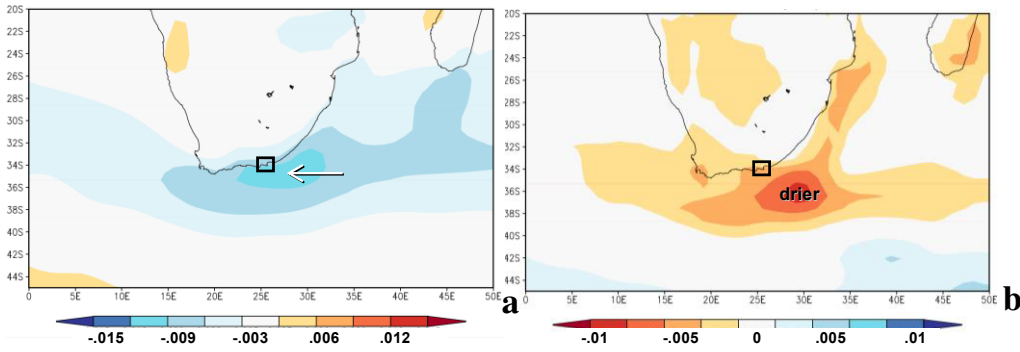 20S
22S
24S
26S
28S
30S
32S
34S
36S
38S
40S
42S
44S
0 5E 10E 15E 20E 25E 30E 35E 40E 45E 50E
-.015 -.009 -.003 .006 .012
a
20S
22S
24S
26S
28S
30S
32S
34S
36S
38S
40S
42S
44S
drier
0 5E 10E 15E 20E 25E 30E 35E 40E 45E 50E
-.01 -.005 0 .005 .01
b